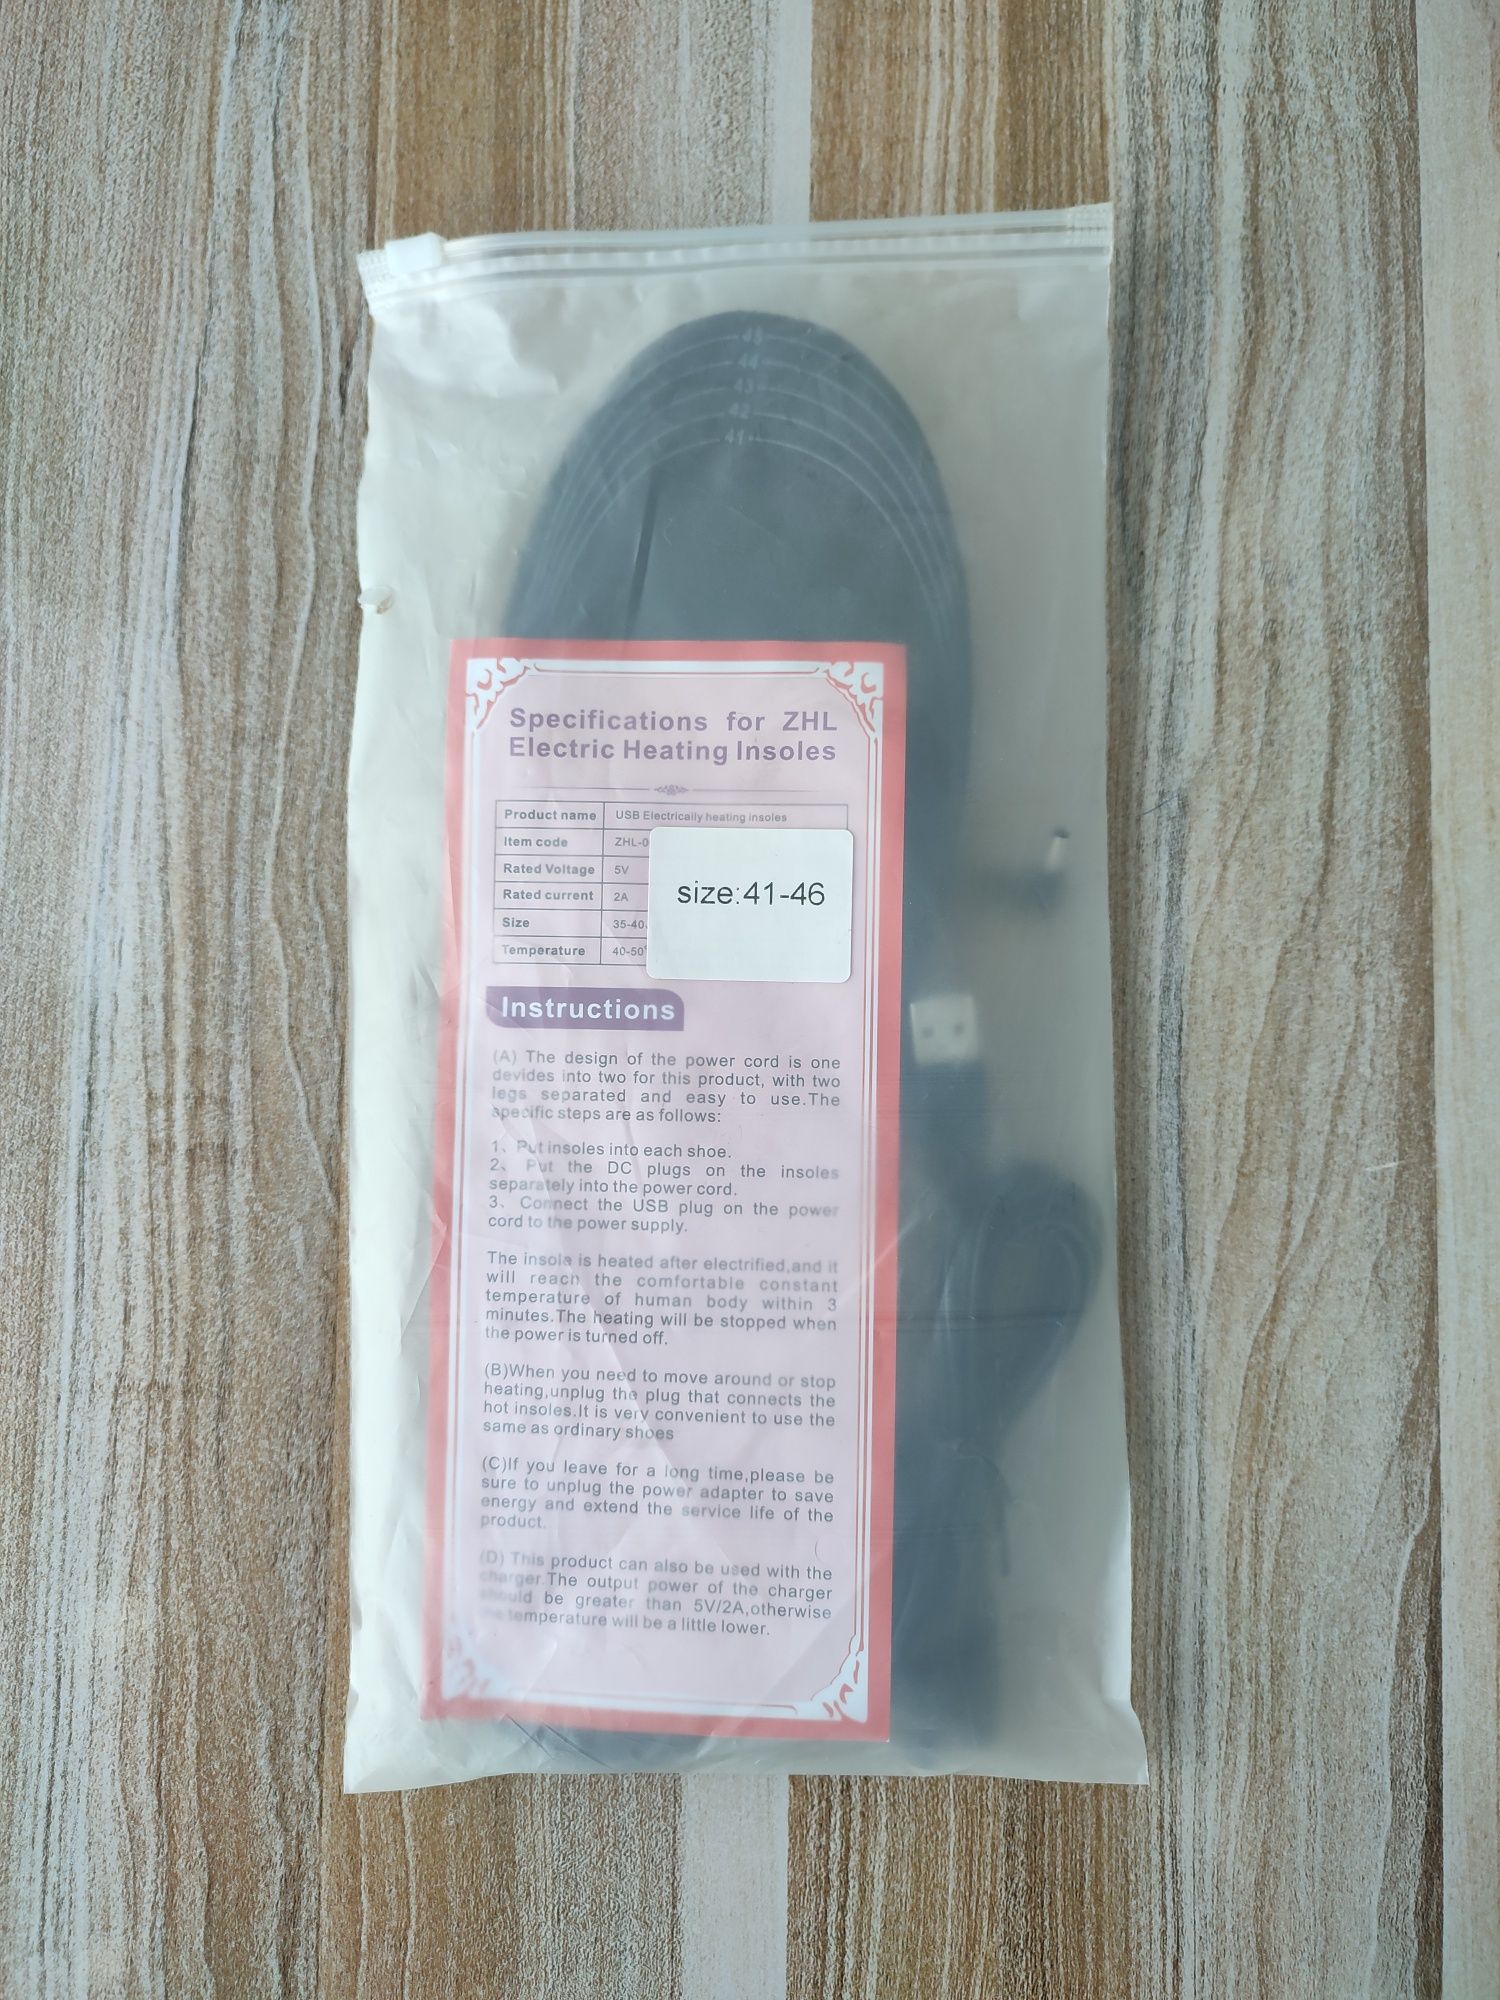 45
44
43
42
41
Specifications for ZHL
Electric Heating Insoles
Product name USB Electrically heating insoles
Item code ZHL-0
Rated Voltage 5V
Rated current 2A
Size 35-40
Temperature 40-50°
size:41-46
Instructions
(A) The design of the power cord is one
devides into two for this product, with two
legs separated and easy to use.The
specific steps are as follows:
1、Put insoles into each shoe.
2、Put the DC plugs on the insoles
separately into the power cord.
3、Connect the USB plug on the power
cord to the power supply.
The insole is heated after electrified,and it
will reach the comfortable constant
temperature of human body within 3
minutes.The heating will be stopped when
the power is turned off.
(B)When you need to move around or stop
heating,unplug the plug that connects the
hot insoles.It is very convenient to use the
same as ordinary shoes
(C)If you leave for a long time,please be
sure to unplug the power adapter to save
energy and extend the service life of the
product.
(D) This product can also be used with the
charger.The output power of the charger
should be greater than 5V/2A,otherwise
the temperature will be a little lower.